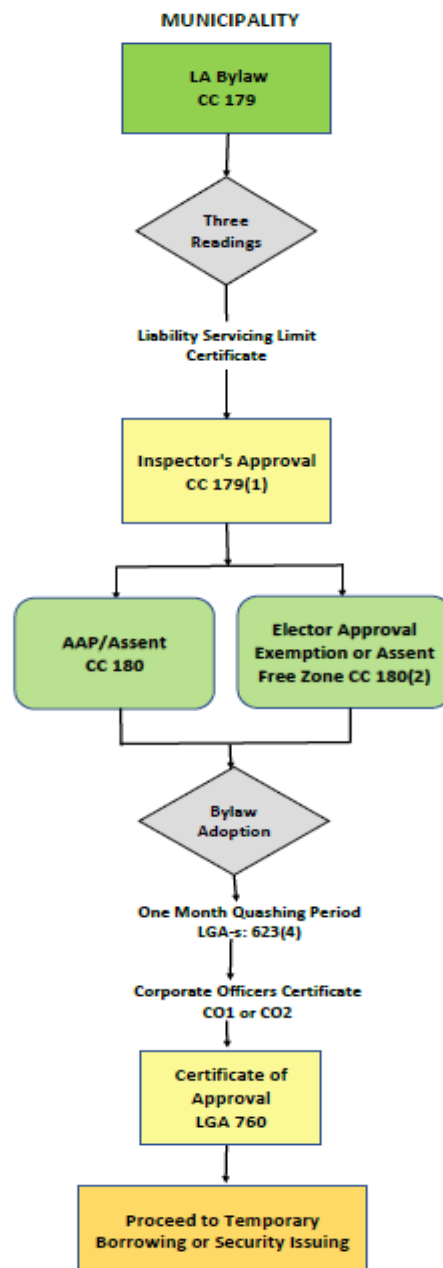 MUNICIPALITY
LA Bylaw
CC 179
Three
Readings
Liability Servicing Limit
Certificate
Inspector's Approval
CC 179(1)
AAP/Assent
CC 180
Elector Approval
Exemption or Assent
Free Zone CC 180(2)
Bylaw
Adoption
One Month Quashing Period
LGA-s: 623(4)
Corporate Officers Certificate
CO1 or CO2
Certificate of
Approval
LGA 760
Proceed to Temporary
Borrowing or Security Issuing